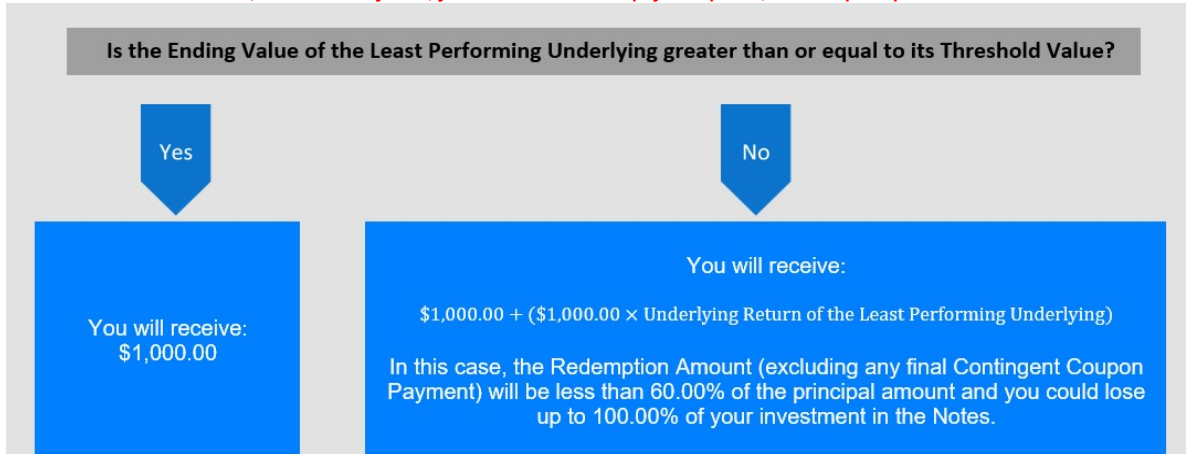 Is the Ending Value of the Least Performing Underlying greater than or equal to its Threshold Value?
Yes
No
You will receive:
$1,000.00
You will receive:
$1,000.00 + ($1,000.00 × Underlying Return of the Least Performing Underlying)
In this case, the Redemption Amount (excluding any final Contingent Coupon
Payment) will be less than 60.00% of the principal amount and you could lose
up to 100.00% of your investment in the Notes.